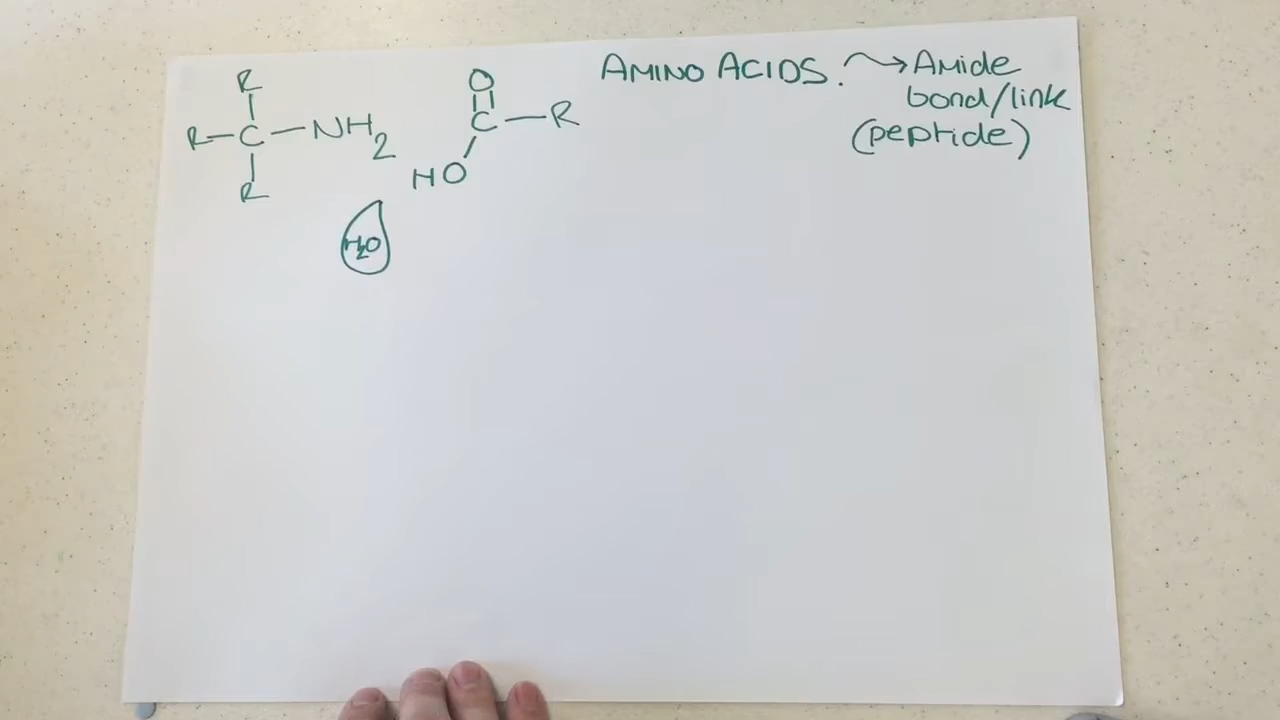 AMINO ACIDS. → Amide
bond/link
(peptide)
R
R—C—NH2
R
O
C—R
HO
H2O